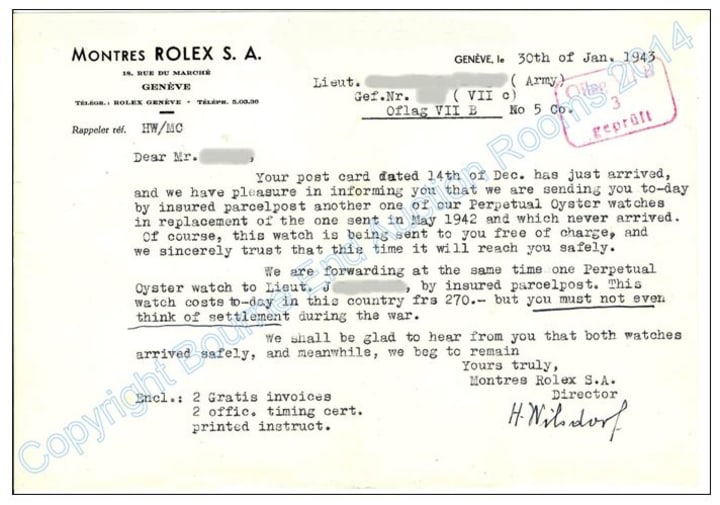 MONTRES ROLEX S. A.
18. RUE DU MARCHÉ
GENÈVE
TÉLÉGR.: ROLEX GENÈVE • TÉLÉPH. 5.03.30
Rappeler réf. HW/MC
GENÈVE, le 30th of Jan. 1943
Lieut. ( Army)
Gef.Nr. ( VII c)
Oflag VII B No 5 Co.
Oflag B
3
geprüft
Dear Mr. ,
Your post card dated 14th of Dec. has just arrived,
and we have pleasure in informing you that we are sending you to-day
by insured parcelpost another one of our Perpetual Oyster watches
in replacement of the one sent in May 1942 and which never arrived.
Of course, this watch is being sent to you free of charge, and
we sincerely trust that this time it will reach you safely.
We are forwarding at the same time one Perpetual
Oyster watch to Lieut. J , by insured parcelpost. This
watch costs to-day in this country frs 270.- but you must not even
think of settlement during the war.
We shall be glad to hear from you that both watches
arrived safely, and meanwhile, we beg to remain
Yours truly,
Montres Rolex S.A.
Director
H. Wilsdorf
Encl.: 2 Gratis invoices
2 offic. timing cert.
printed instruct.
Copyright Bourne End Auction Rooms 2014